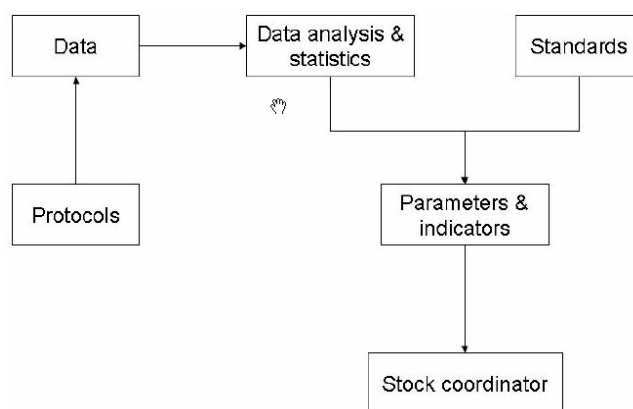 Data
Data analysis &
statistics
Standards
Protocols
Parameters &
indicators
Stock coordinator